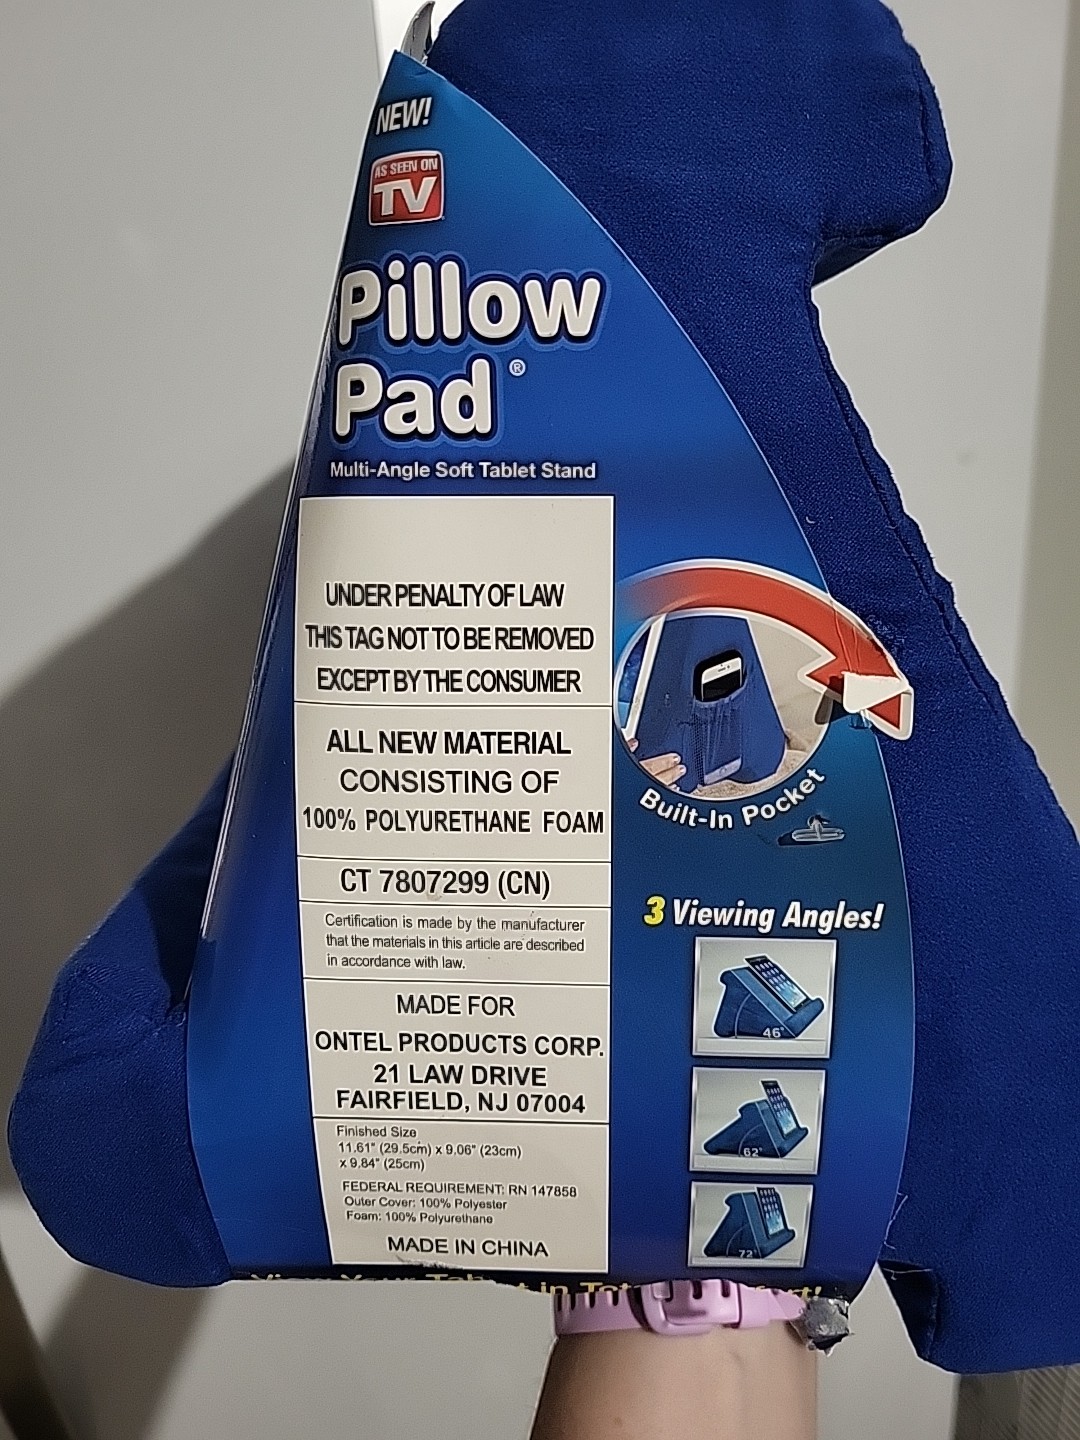 NEW!
AS SEEN ON
TV
Pillow
Pad®
Multi-Angle Soft Tablet Stand
UNDER PENALTY OF LAW
THIS TAG NOT TO BE REMOVED
EXCEPT BY THE CONSUMER
ALL NEW MATERIAL
CONSISTING OF
100% POLYURETHANE FOAM
CT 7807299 (CN)
Certification is made by the manufacturer
that the materials in this article are described
in accordance with law.
MADE FOR
ONTEL PRODUCTS CORP.
21 LAW DRIVE
FAIRFIELD, NJ 07004
Finished Size
11.61" (29.5cm) x 9.06" (23cm)
x 9.84" (25cm)
FEDERAL REQUIREMENT: RN 147858
Outer Cover: 100% Polyester
Foam: 100% Polyurethane
MADE IN CHINA
Built-In Pocket
3 Viewing Angles!
46°
62°
72°
View Your Tablet in